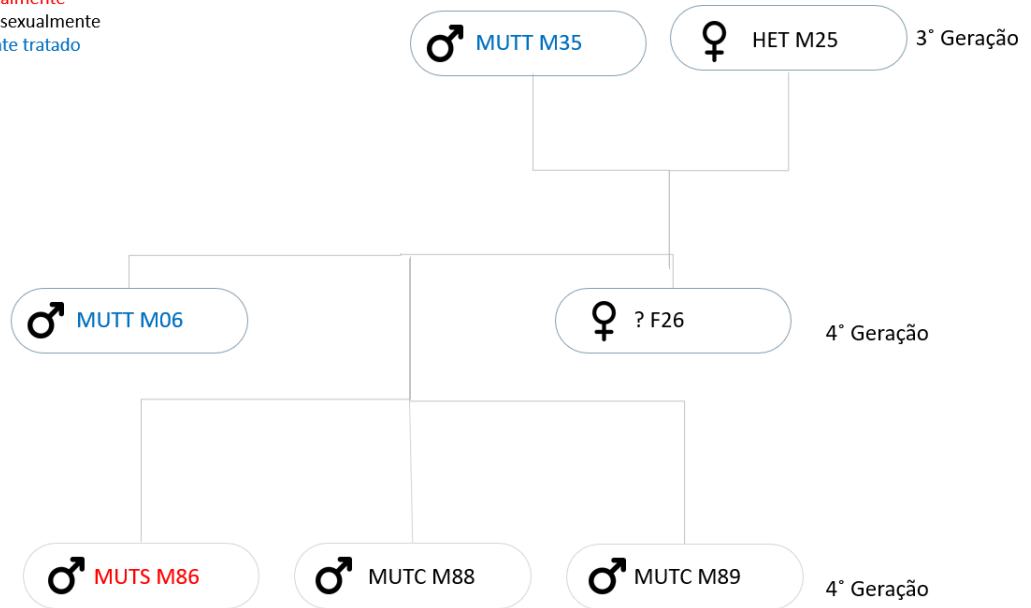 sexualmente
tratado
MUTT M35
HET M25
3˚ Geração
MUTT M06
? F26
4˚ Geração
MUTS M86
MUTC M88
MUTC M89
4˚ Geração